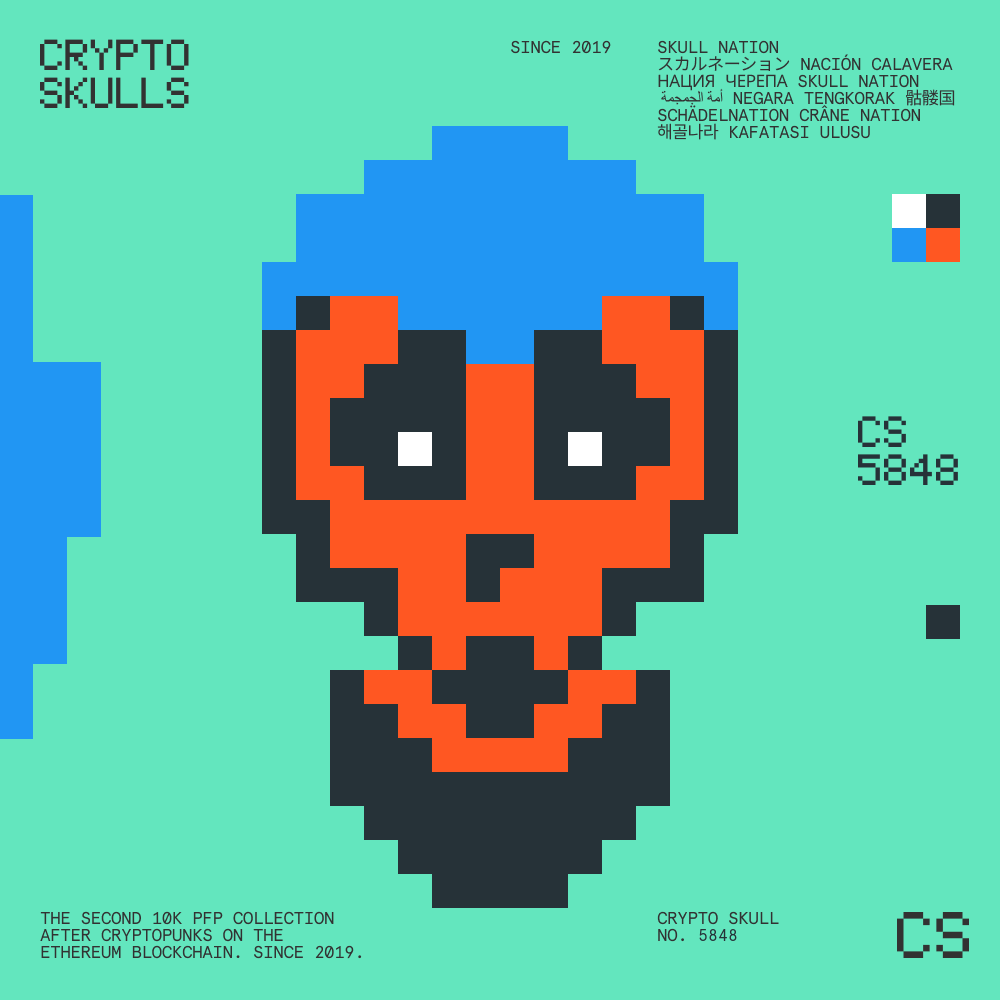 CRYPTO
SKULLS
SINCE 2019
SKULL NATION
スカルネーション NACIÓN CALAVERA
НАЦИЯ ЧЕРЕПА SKULL NATION
أمة الجمجمة NEGARA TENGKORAK 骷髅国
SCHÄDELNATION CRÂNE NATION
해골나라 KAFATASI ULUSU
CS
5848
THE SECOND 10K PFP COLLECTION
AFTER CRYPTOPUNKS ON THE
ETHEREUM BLOCKCHAIN. SINCE 2019.
CRYPTO SKULL
NO. 5848
CS